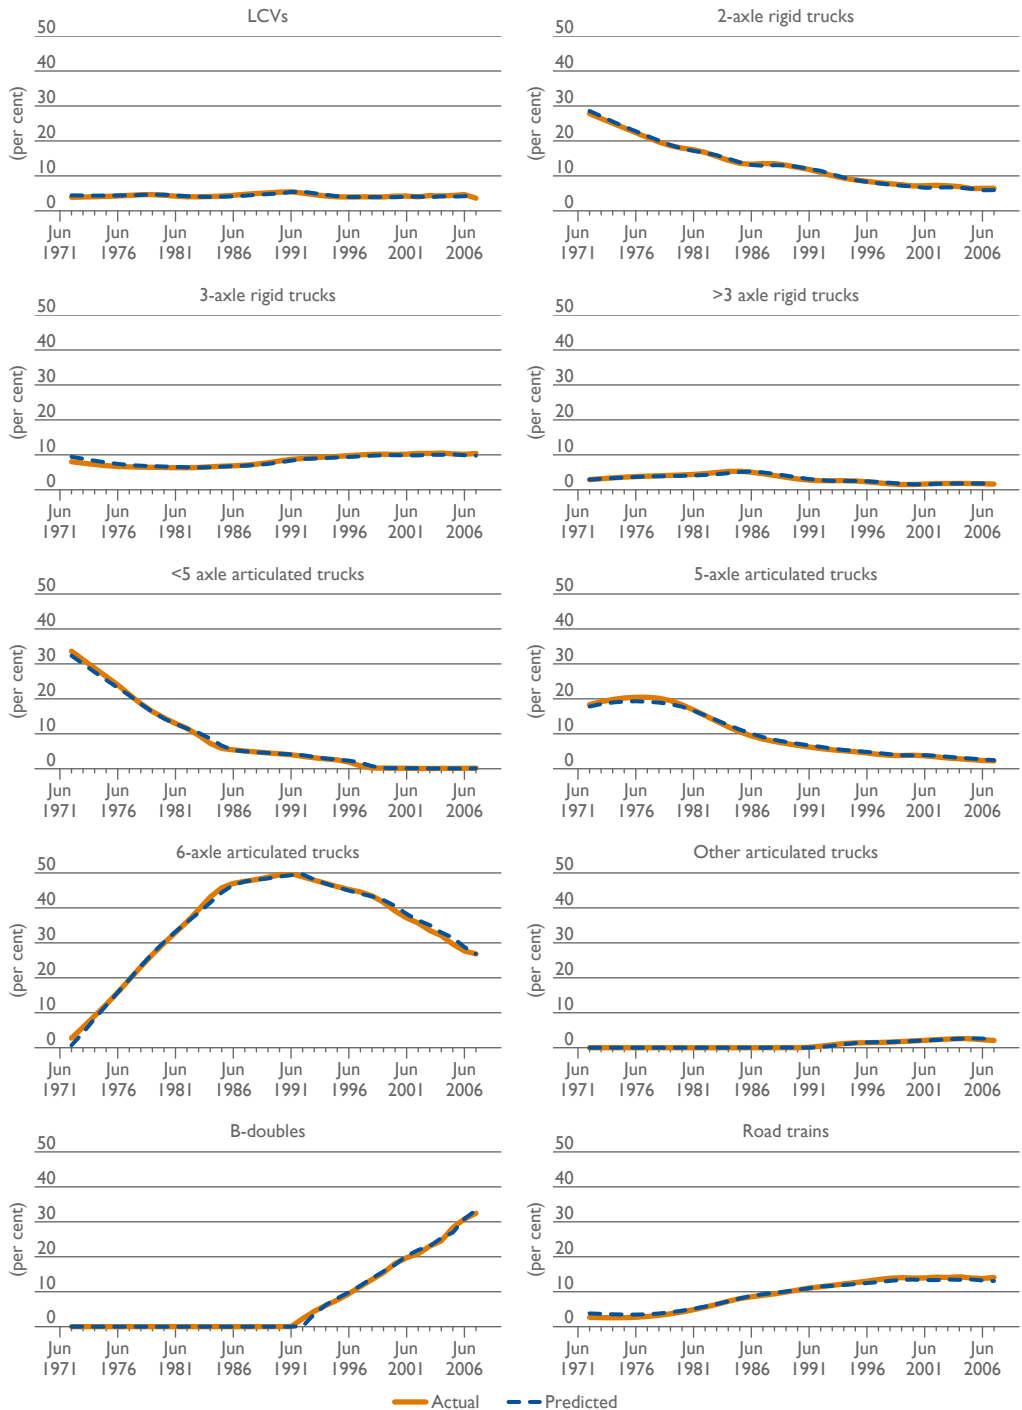 LCVs
50
40
30
20
10
0
(per cent)
Jun Jun Jun Jun Jun Jun Jun Jun
1971 1976 1981 1986 1991 1996 2001 2006
2-axle rigid trucks
50
40
30
20
10
0
(per cent)
Jun Jun Jun Jun Jun Jun Jun Jun
1971 1976 1981 1986 1991 1996 2001 2006
3-axle rigid trucks
50
40
30
20
10
0
(per cent)
Jun Jun Jun Jun Jun Jun Jun Jun
1971 1976 1981 1986 1991 1996 2001 2006
>3 axle rigid trucks
50
40
30
20
10
0
(per cent)
Jun Jun Jun Jun Jun Jun Jun Jun
1971 1976 1981 1986 1991 1996 2001 2006
<5 axle articulated trucks
50
40
30
20
10
0
(per cent)
Jun Jun Jun Jun Jun Jun Jun Jun
1971 1976 1981 1986 1991 1996 2001 2006
5-axle articulated trucks
50
40
30
20
10
0
(per cent)
Jun Jun Jun Jun Jun Jun Jun Jun
1971 1976 1981 1986 1991 1996 2001 2006
6-axle articulated trucks
50
40
30
20
10
0
(per cent)
Jun Jun Jun Jun Jun Jun Jun Jun
1971 1976 1981 1986 1991 1996 2001 2006
Other articulated trucks
50
40
30
20
10
0
(per cent)
Jun Jun Jun Jun Jun Jun Jun Jun
1971 1976 1981 1986 1991 1996 2001 2006
B-doubles
50
40
30
20
10
0
(per cent)
Jun Jun Jun Jun Jun Jun Jun Jun
1971 1976 1981 1986 1991 1996 2001 2006
Road trains
50
40
30
20
10
0
(per cent)
Jun Jun Jun Jun Jun Jun Jun Jun
1971 1976 1981 1986 1991 1996 2001 2006
Actual Predicted